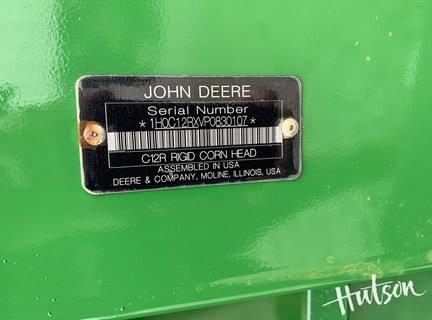 JOHN DEERE
Serial Number
*1H0C12RXVP0830107*
C12R RIGID CORN HEAD
ASSEMBLED IN USA
DEERE & COMPANY, MOLINE, ILLINOIS, USA
Hutson